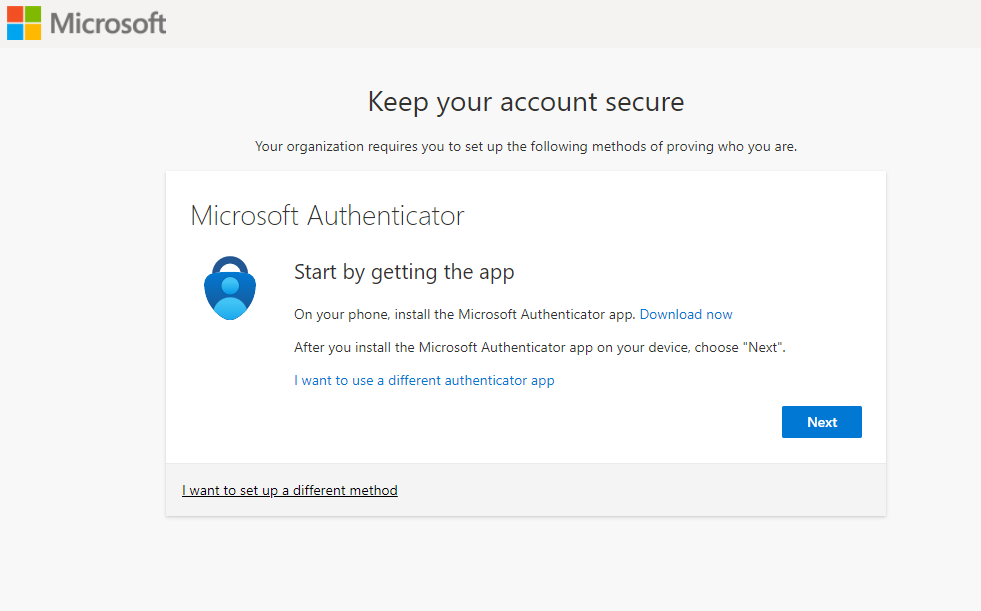 Microsoft
Keep your account secure
Your organization requires you to set up the following methods of proving who you are.
Microsoft Authenticator
Start by getting the app
On your phone, install the Microsoft Authenticator app. Download now
After you install the Microsoft Authenticator app on your device, choose "Next".
I want to use a different authenticator app
Next
I want to set up a different method